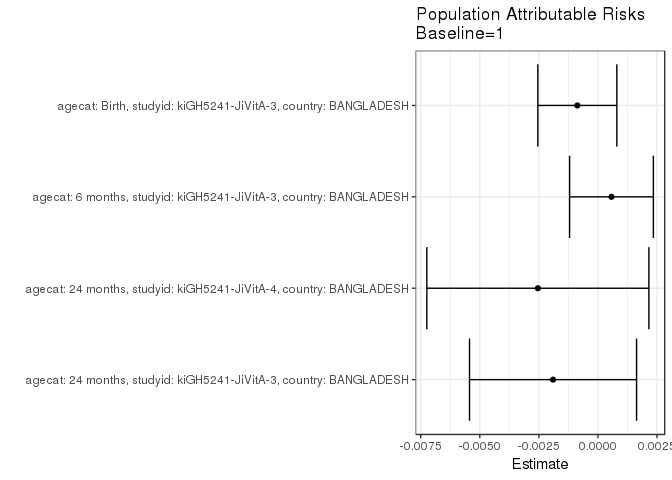 Population Attributable Risks
Baseline=1
agecat: Birth, studyid: kiGH5241-JiVitA-3, country: BANGLADESH
agecat: 6 months, studyid: kiGH5241-JiVitA-3, country: BANGLADESH
agecat: 24 months, studyid: kiGH5241-JiVitA-4, country: BANGLADESH
agecat: 24 months, studyid: kiGH5241-JiVitA-3, country: BANGLADESH
-0.0075 -0.0050 -0.0025 0.0000 0.0025
Estimate